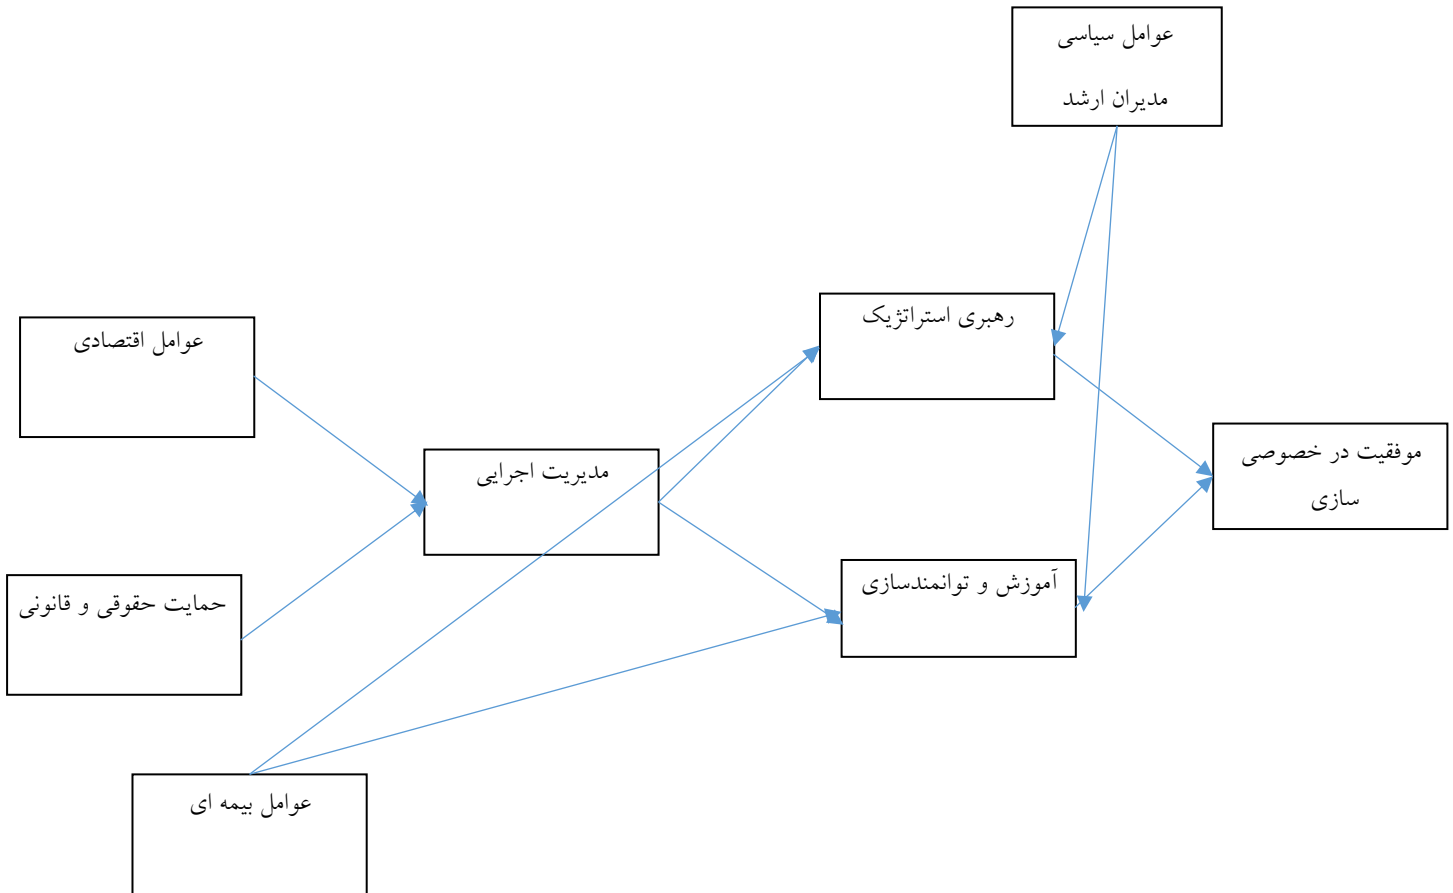 عوامل سیاسی
مدیران ارشد
رهبری استراتژیک
عوامل اقتصادی
موفقیت در خصوصی
سازی
مدیریت اجرایی
آموزش و توانمندسازی
حمایت حقوقی و قانونی
عوامل بیمه ای